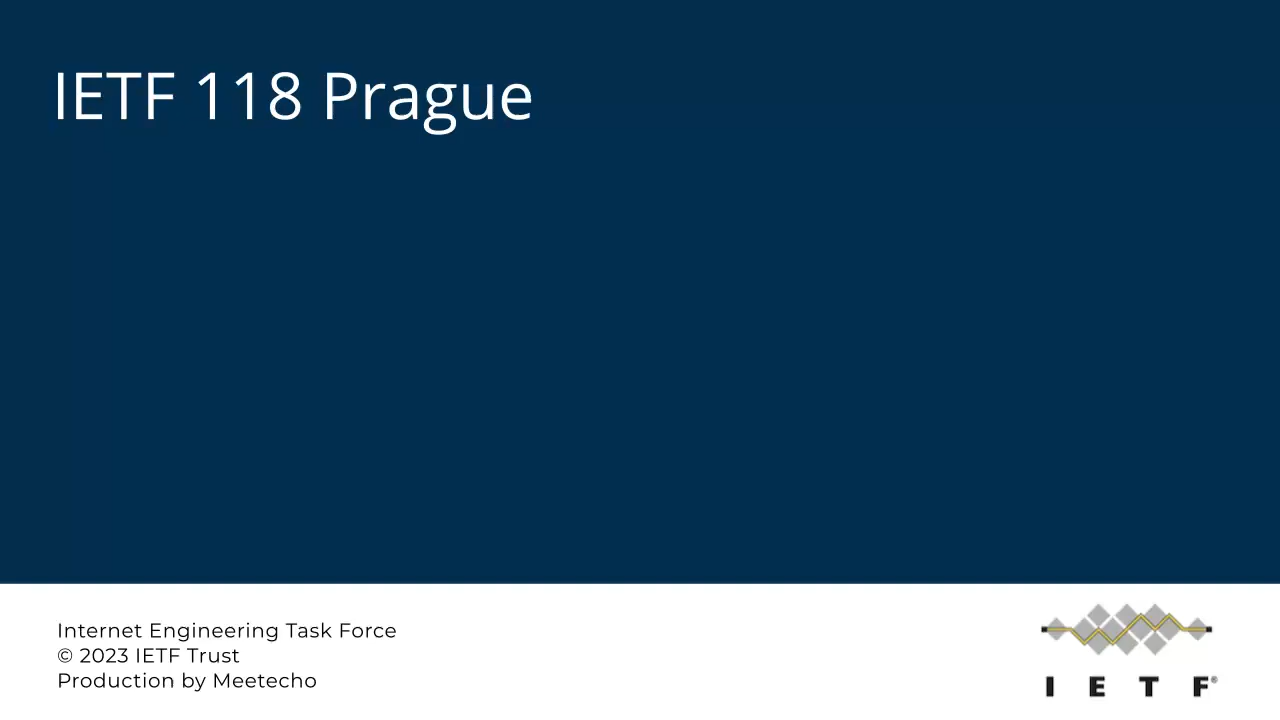 IETF 118 Prague
Internet Engineering Task Force
© 2023 IETF Trust
Production by Meetecho
I E T F®